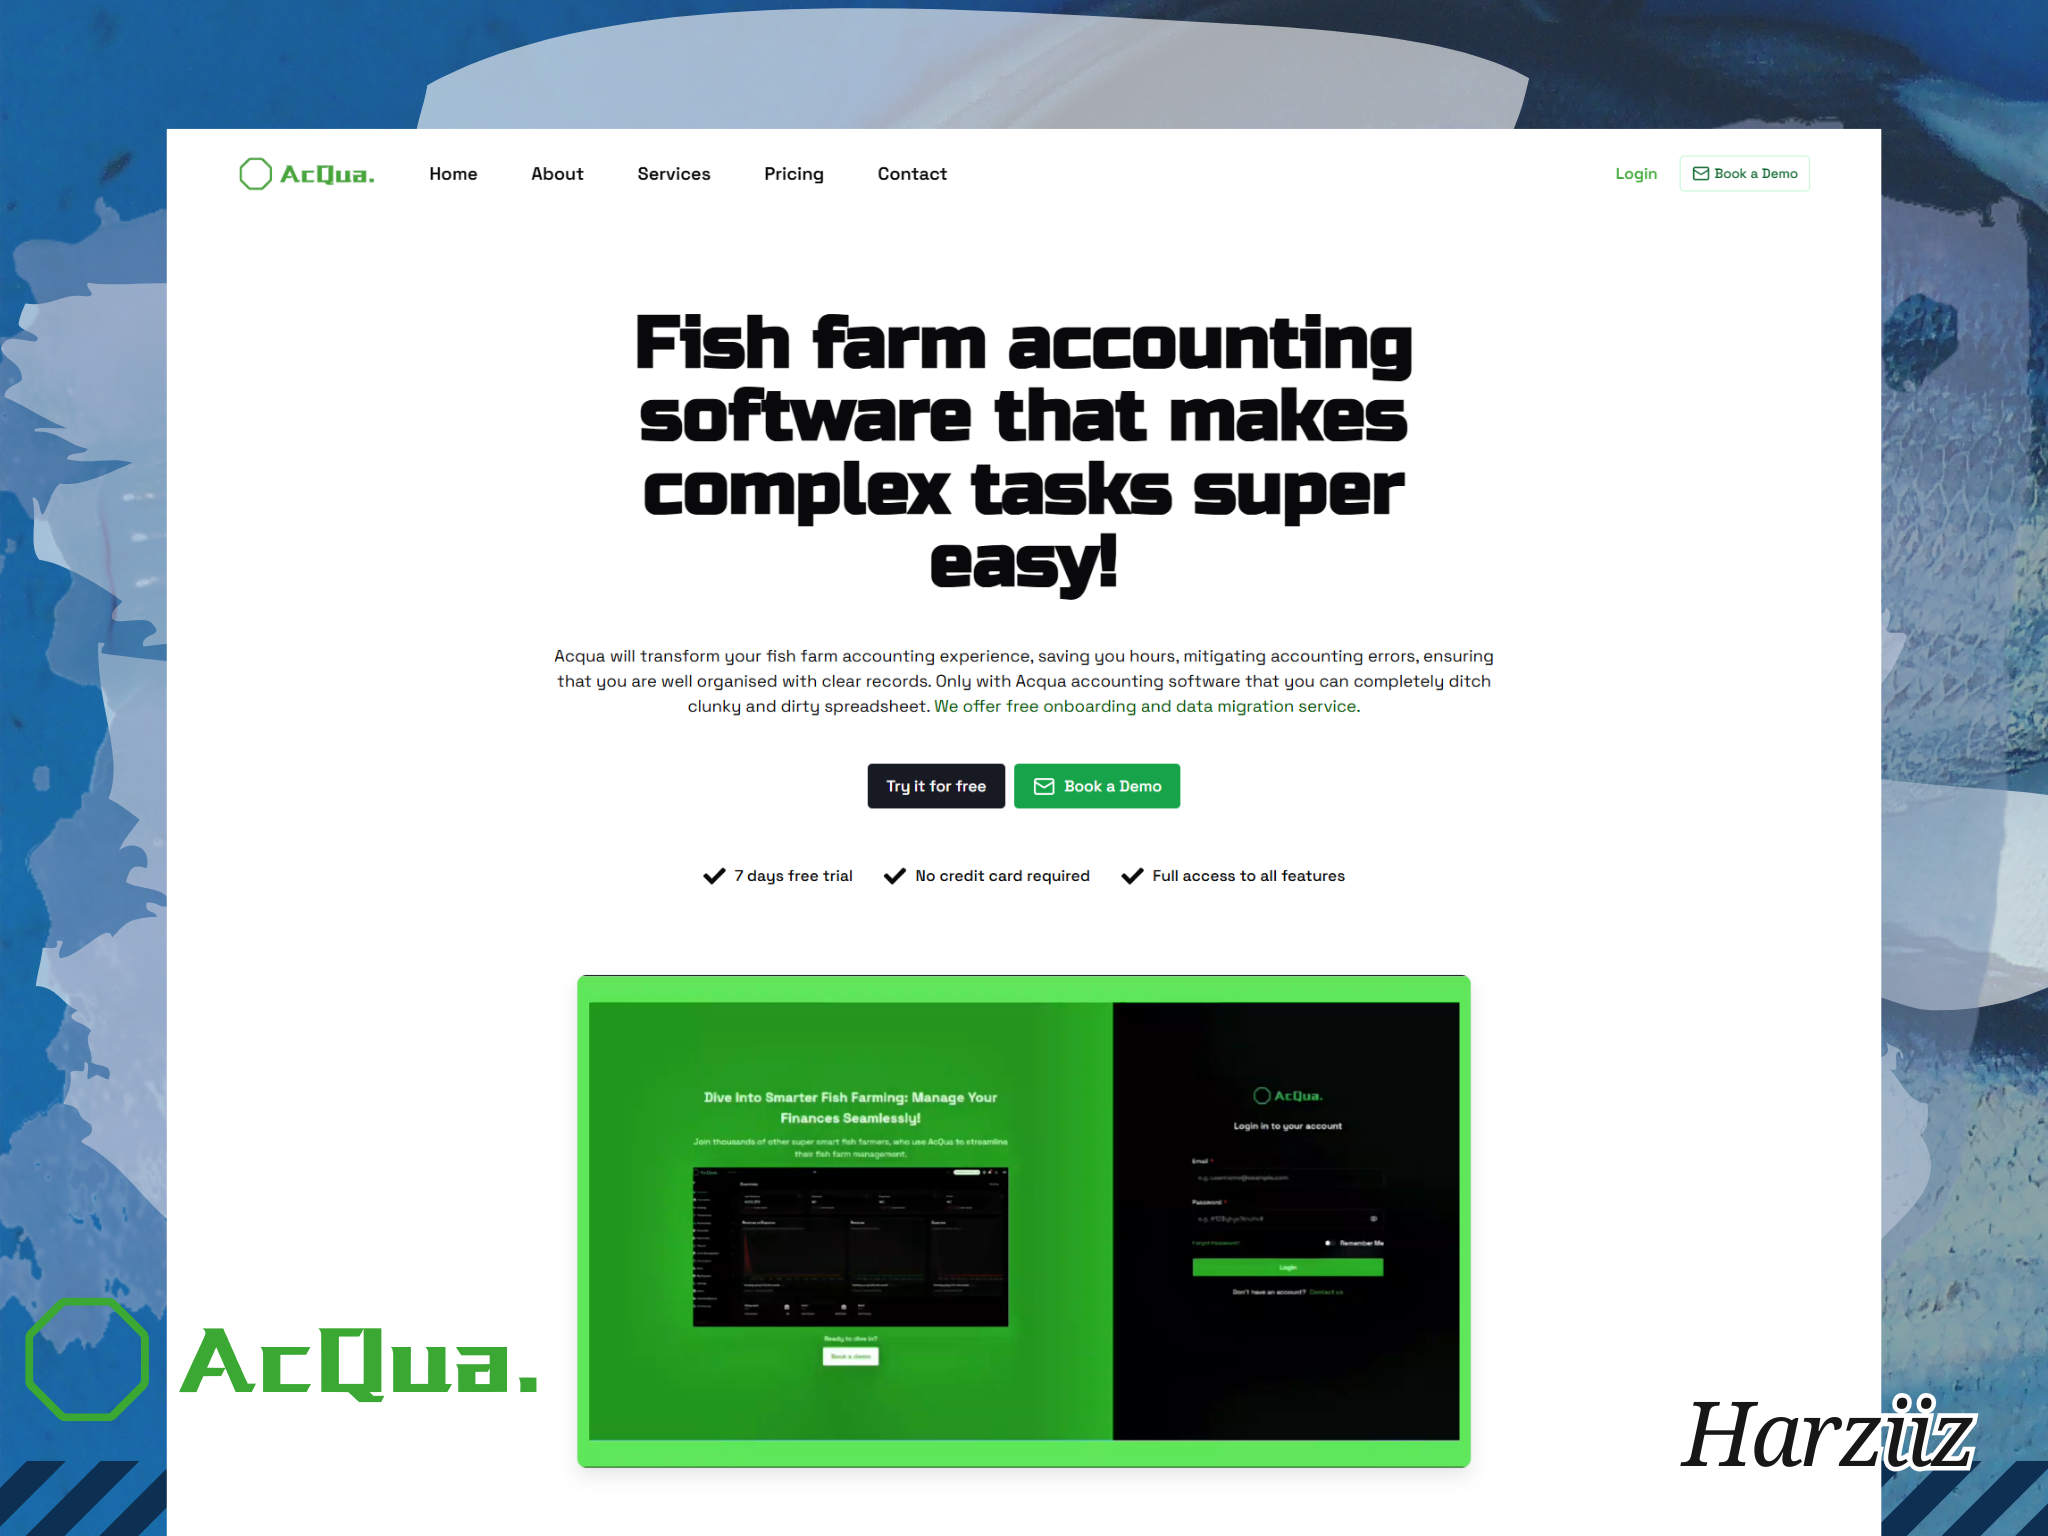 AcQua.
Home
About
Services
Pricing
Contact
Login
Book a Demo
Fish farm accounting
software that makes
complex tasks super
easy!
Acqua will transform your fish farm accounting experience, saving you hours, mitigating accounting errors, ensuring
that you are well organised with clear records. Only with Acqua accounting software that you can completely ditch
clunky and dirty spreadsheet. We offer free onboarding and data migration service.
Try it for free
Book a Demo
7 days free trial
No credit card required
Full access to all features
Dive Into Smarter Fish Farming: Manage Your
Finances Seamlessly!
Join thousands of other super smart fish farmers, who use AcQua to streamline
their fish farm management.
Overview
Ready to dive in?
Book a demo
AcQua.
Login in to your account
Email *
e.g. username@example.com
Password *
Forgot Password?
Remember Me
Login
Don't have an account? Contact us
AcQua.
Harziiz